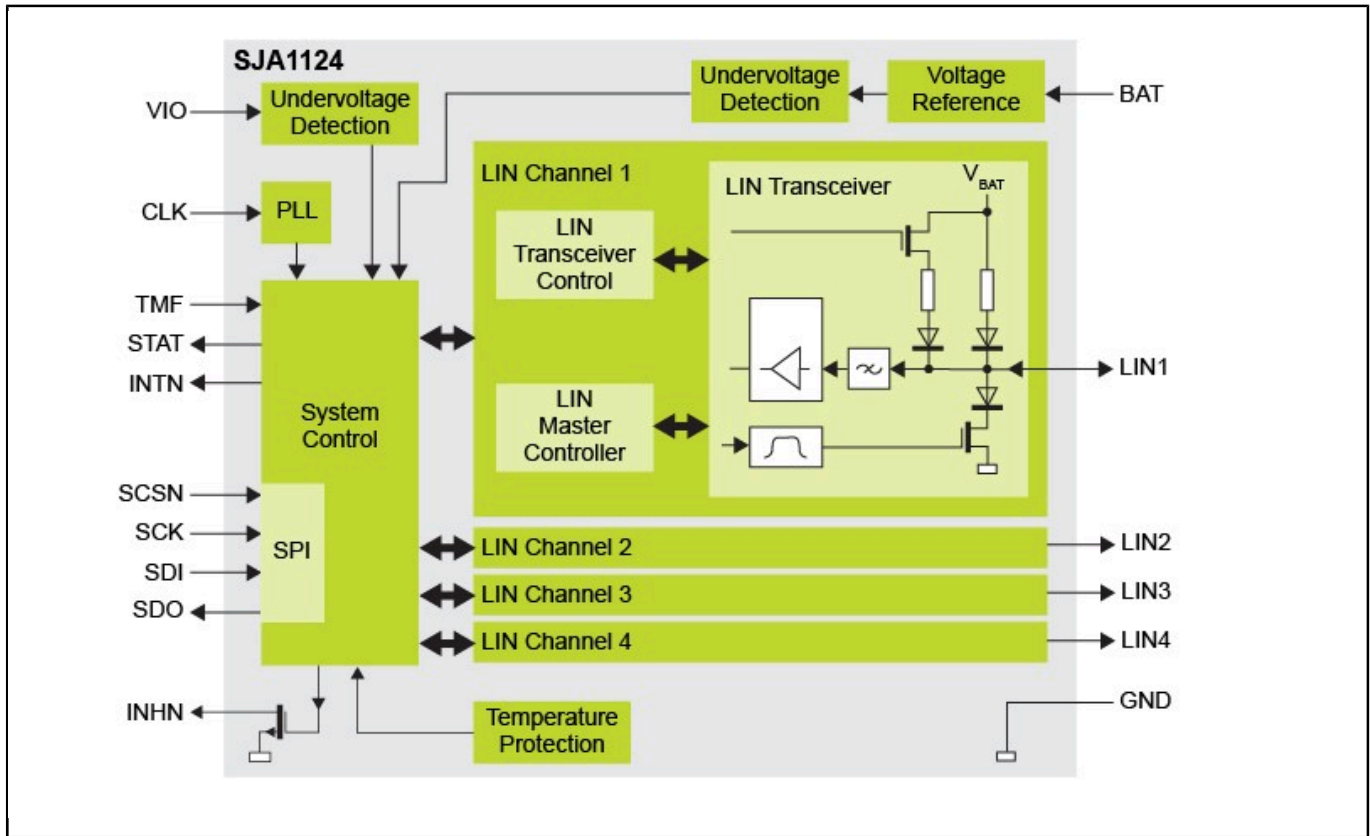 SJA1124
VIO
Undervoltage
Detection
Undervoltage
Detection
Voltage
Reference
BAT
CLK
PLL
LIN Channel 1
LIN
Transceiver
Control
LIN Transceiver
VBAT
TMF
STAT
INTN
System
Control
LIN1
LIN
Master
Controller
SCSN
SCK
SDI
SDO
SPI
LIN Channel 2
LIN2
LIN Channel 3
LIN3
LIN Channel 4
LIN4
INHN
Temperature
Protection
GND